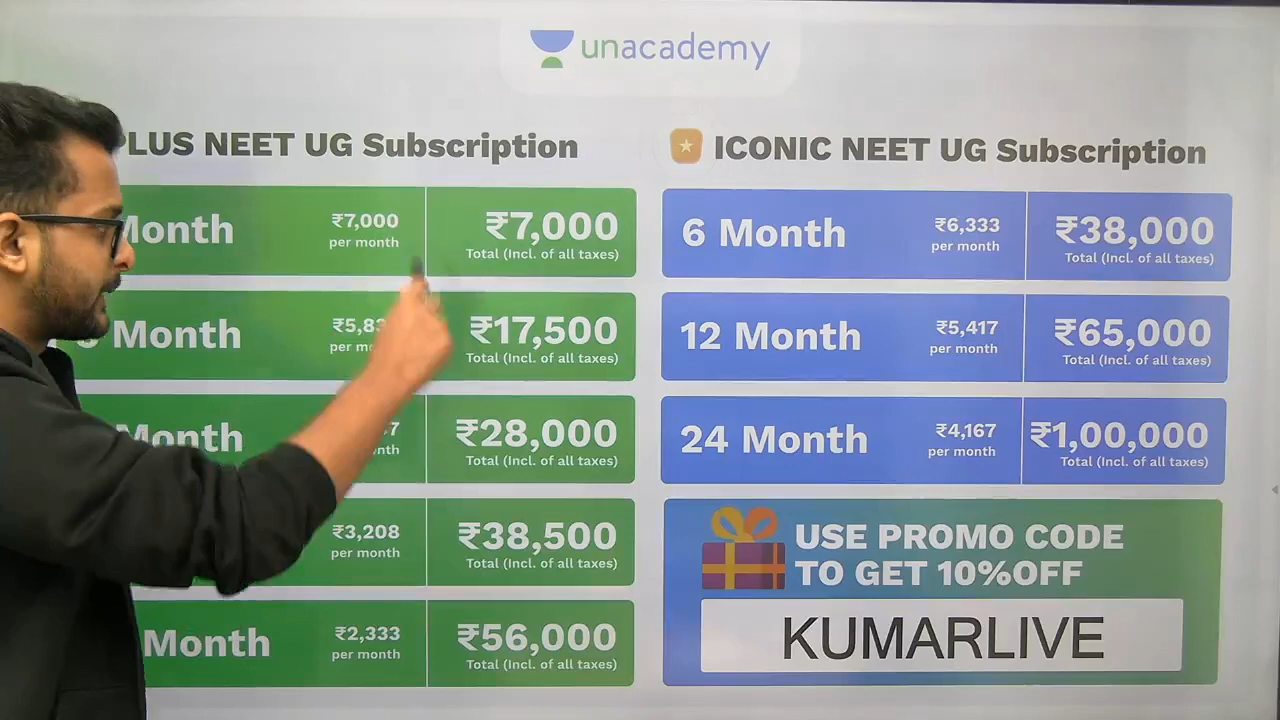 unacademy
PLUS NEET UG Subscription
Month
₹7,000
per month
₹7,000
Total (Incl. of all taxes)
Month
₹17,500
Total (Incl. of all taxes)
Month
₹28,000
Total (Incl. of all taxes)
₹3,208
per month
₹38,500
Total (Incl. of all taxes)
Month
₹2,333
per month
₹56,000
Total (Incl. of all taxes)
ICONIC NEET UG Subscription
6 Month
₹6,333
per month
₹38,000
Total (Incl. of all taxes)
12 Month
₹5,417
per month
₹65,000
Total (Incl. of all taxes)
24 Month
₹4,167
per month
₹1,00,000
Total (Incl. of all taxes)
USE PROMO CODE
TO GET 10%OFF
KUMARLIVE